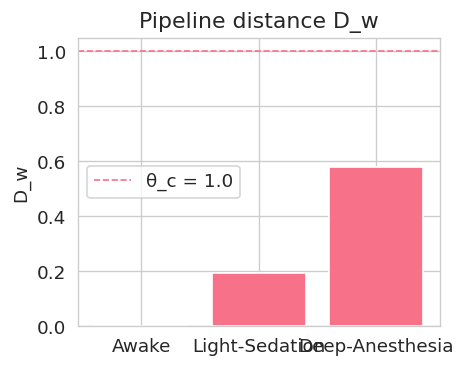 Pipeline distance D_w
D_w
1.0
0.8
0.6
0.4
0.2
0.0
θ_c = 1.0
Awake
Light-Sedation
Deep-Anesthesia